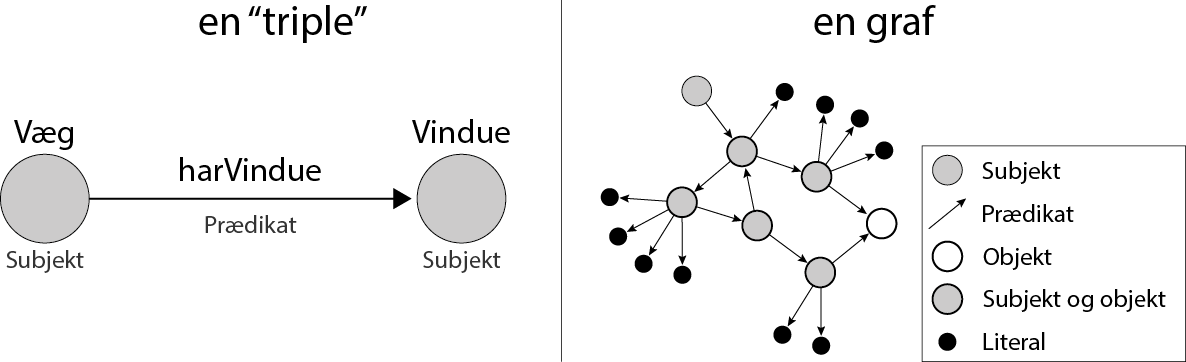 en “triple”
Væg
Vindue
harVindue
Prædikat
Subjekt
Subjekt
en graf
Subjekt
Prædikat
Objekt
Subjekt og objekt
Literal